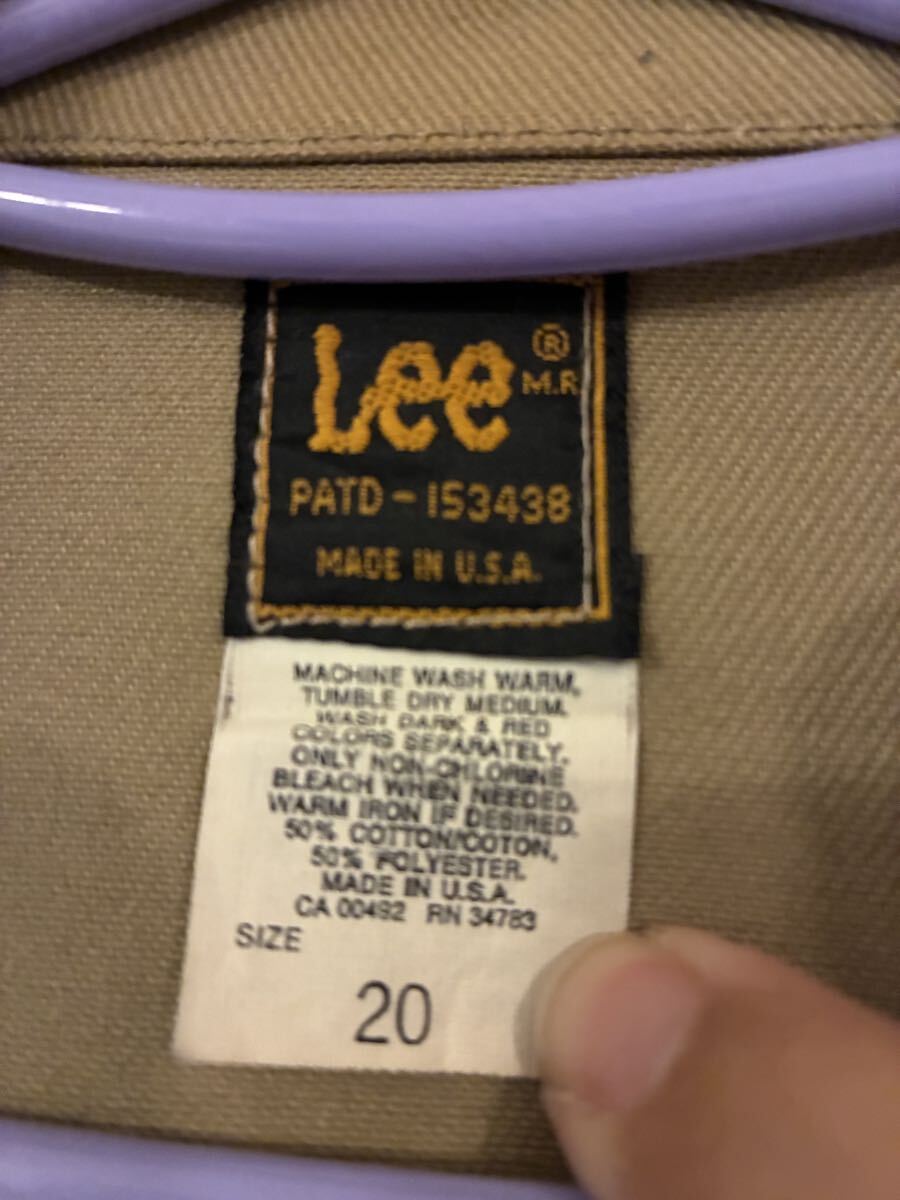 Lee ®
M.R.
PATD-153438
MADE IN U.S.A.
MACHINE WASH WARM,
TUMBLE DRY MEDIUM.
WASH DARK & RED
COLORS SEPARATELY.
ONLY NON-CHLORINE
BLEACH WHEN NEEDED.
WARM IRON IF DESIRED.
50% COTTON/COTON,
50% POLYESTER.
MADE IN U.S.A.
CA 00492 RN 34783
SIZE
20